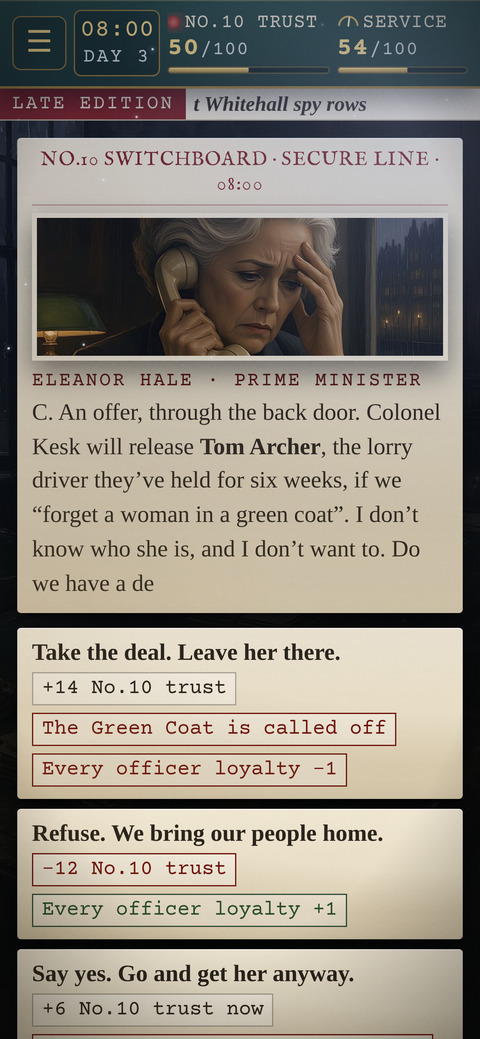 08:00
DAY 3
NO.10 TRUST
50/100
SERVICE
54/100
LATE EDITION
t Whitehall spy rows
NO.10 SWITCHBOARD · SECURE LINE ·
08:00
ELEANOR HALE · PRIME MINISTER
C. An offer, through the back door. Colonel
Kesk will release Tom Archer, the lorry
driver they’ve held for six weeks, if we
“forget a woman in a green coat”. I don’t
know who she is, and I don’t want to. Do
we have a de
Take the deal. Leave her there.
+14 No.10 trust
The Green Coat is called off
Every officer loyalty −1
Refuse. We bring our people home.
−12 No.10 trust
Every officer loyalty +1
Say yes. Go and get her anyway.
+6 No.10 trust now